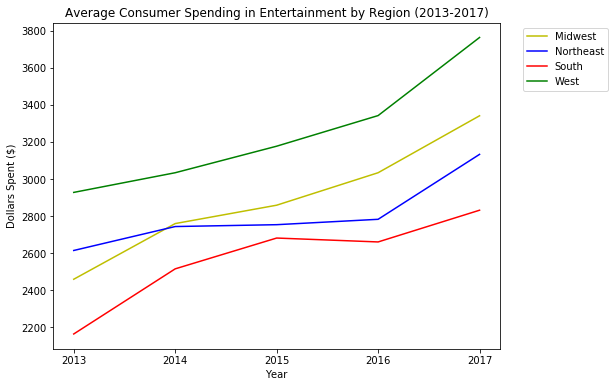 Average Consumer Spending in Entertainment by Region (2013-2017)
Midwest
Northeast
South
West
Dollars Spent ($)
3800
3600
3400
3200
3000
2800
2600
2400
2200
2013 2014 2015 2016 2017
Year